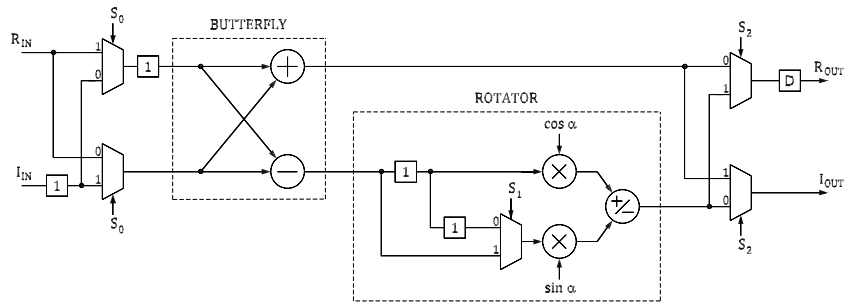 S0
BUTTERFLY
S2
RIN
1
0
1
0
1
D
ROUT
ROTATOR
cos α
IIN
1
0
1
1
S1
1
0
1
+/−
1
0
IOUT
S0
sin α
S2